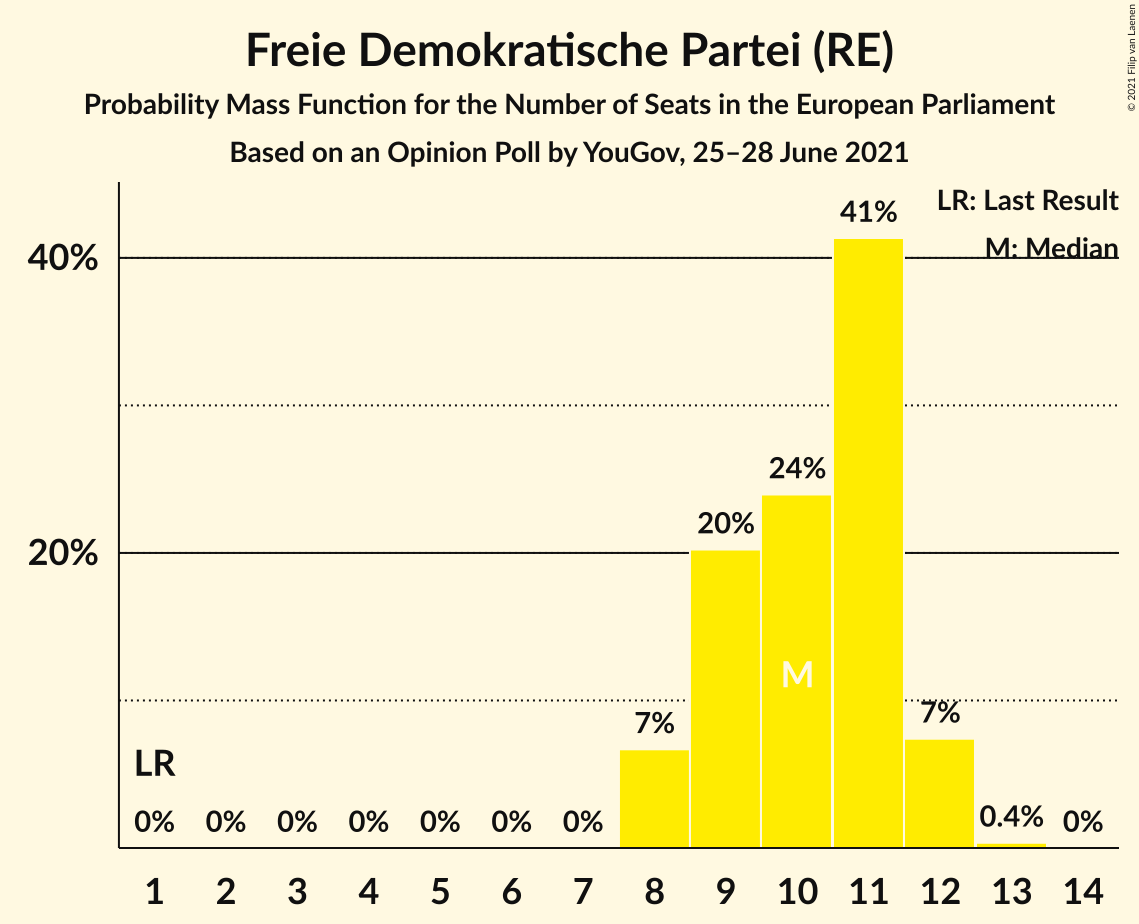 Freie Demokratische Partei (RE)
Probability Mass Function for the Number of Seats in the European Parliament
Based on an Opinion Poll by YouGov, 25–28 June 2021
© 2021 Filip van Laenen
LR: Last Result
M: Median
41%
40%
24%
20%
20%
M
7%
7%
LR
0% 0% 0% 0% 0% 0% 0% 0.4% 0%
1 2 3 4 5 6 7 8 9 10 11 12 13 14